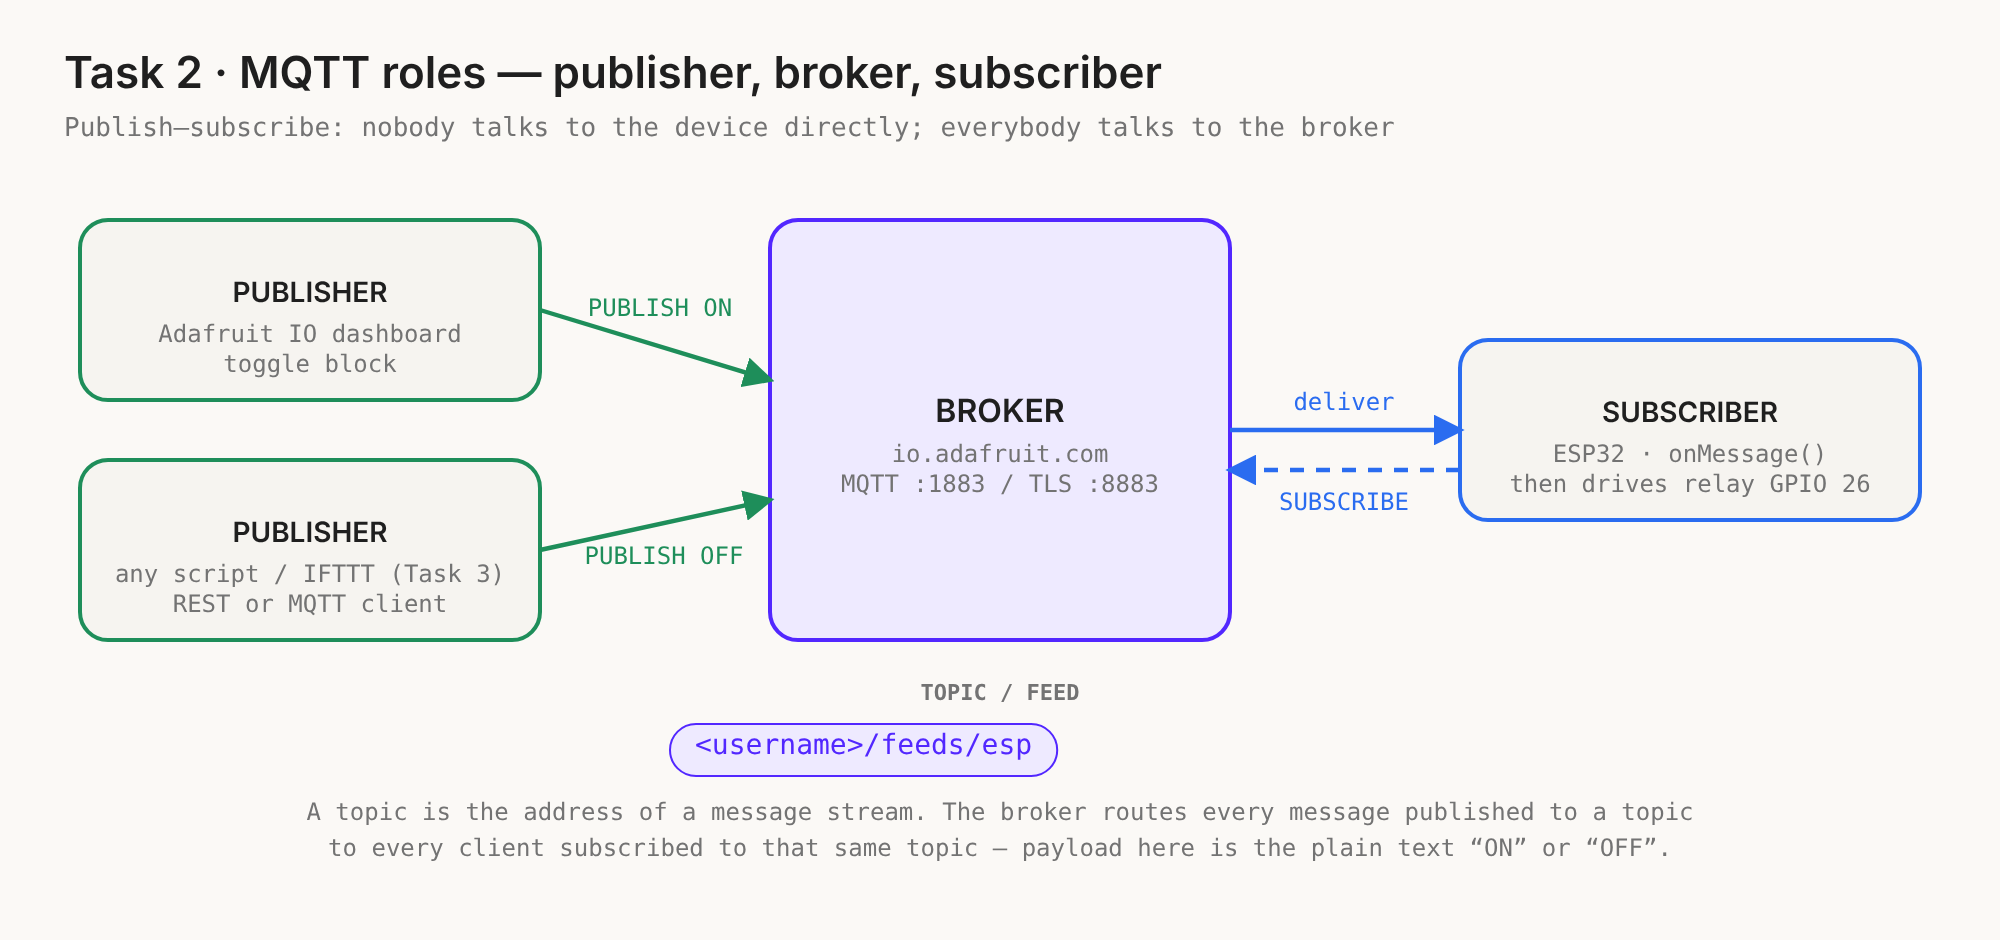 Task 2 · MQTT roles — publisher, broker, subscriber
Publish–subscribe: nobody talks to the device directly; everybody talks to the broker
PUBLISHER
Adafruit IO dashboard
toggle block
PUBLISH ON
PUBLISHER
any script / IFTTT (Task 3)
REST or MQTT client
PUBLISH OFF
BROKER
io.adafruit.com
MQTT :1883 / TLS :8883
deliver
SUBSCRIBE
SUBSCRIBER
ESP32 · onMessage()
then drives relay GPIO 26
TOPIC / FEED
<username>/feeds/esp
A topic is the address of a message stream. The broker routes every message published to a topic
to every client subscribed to that same topic — payload here is the plain text “ON” or “OFF”.